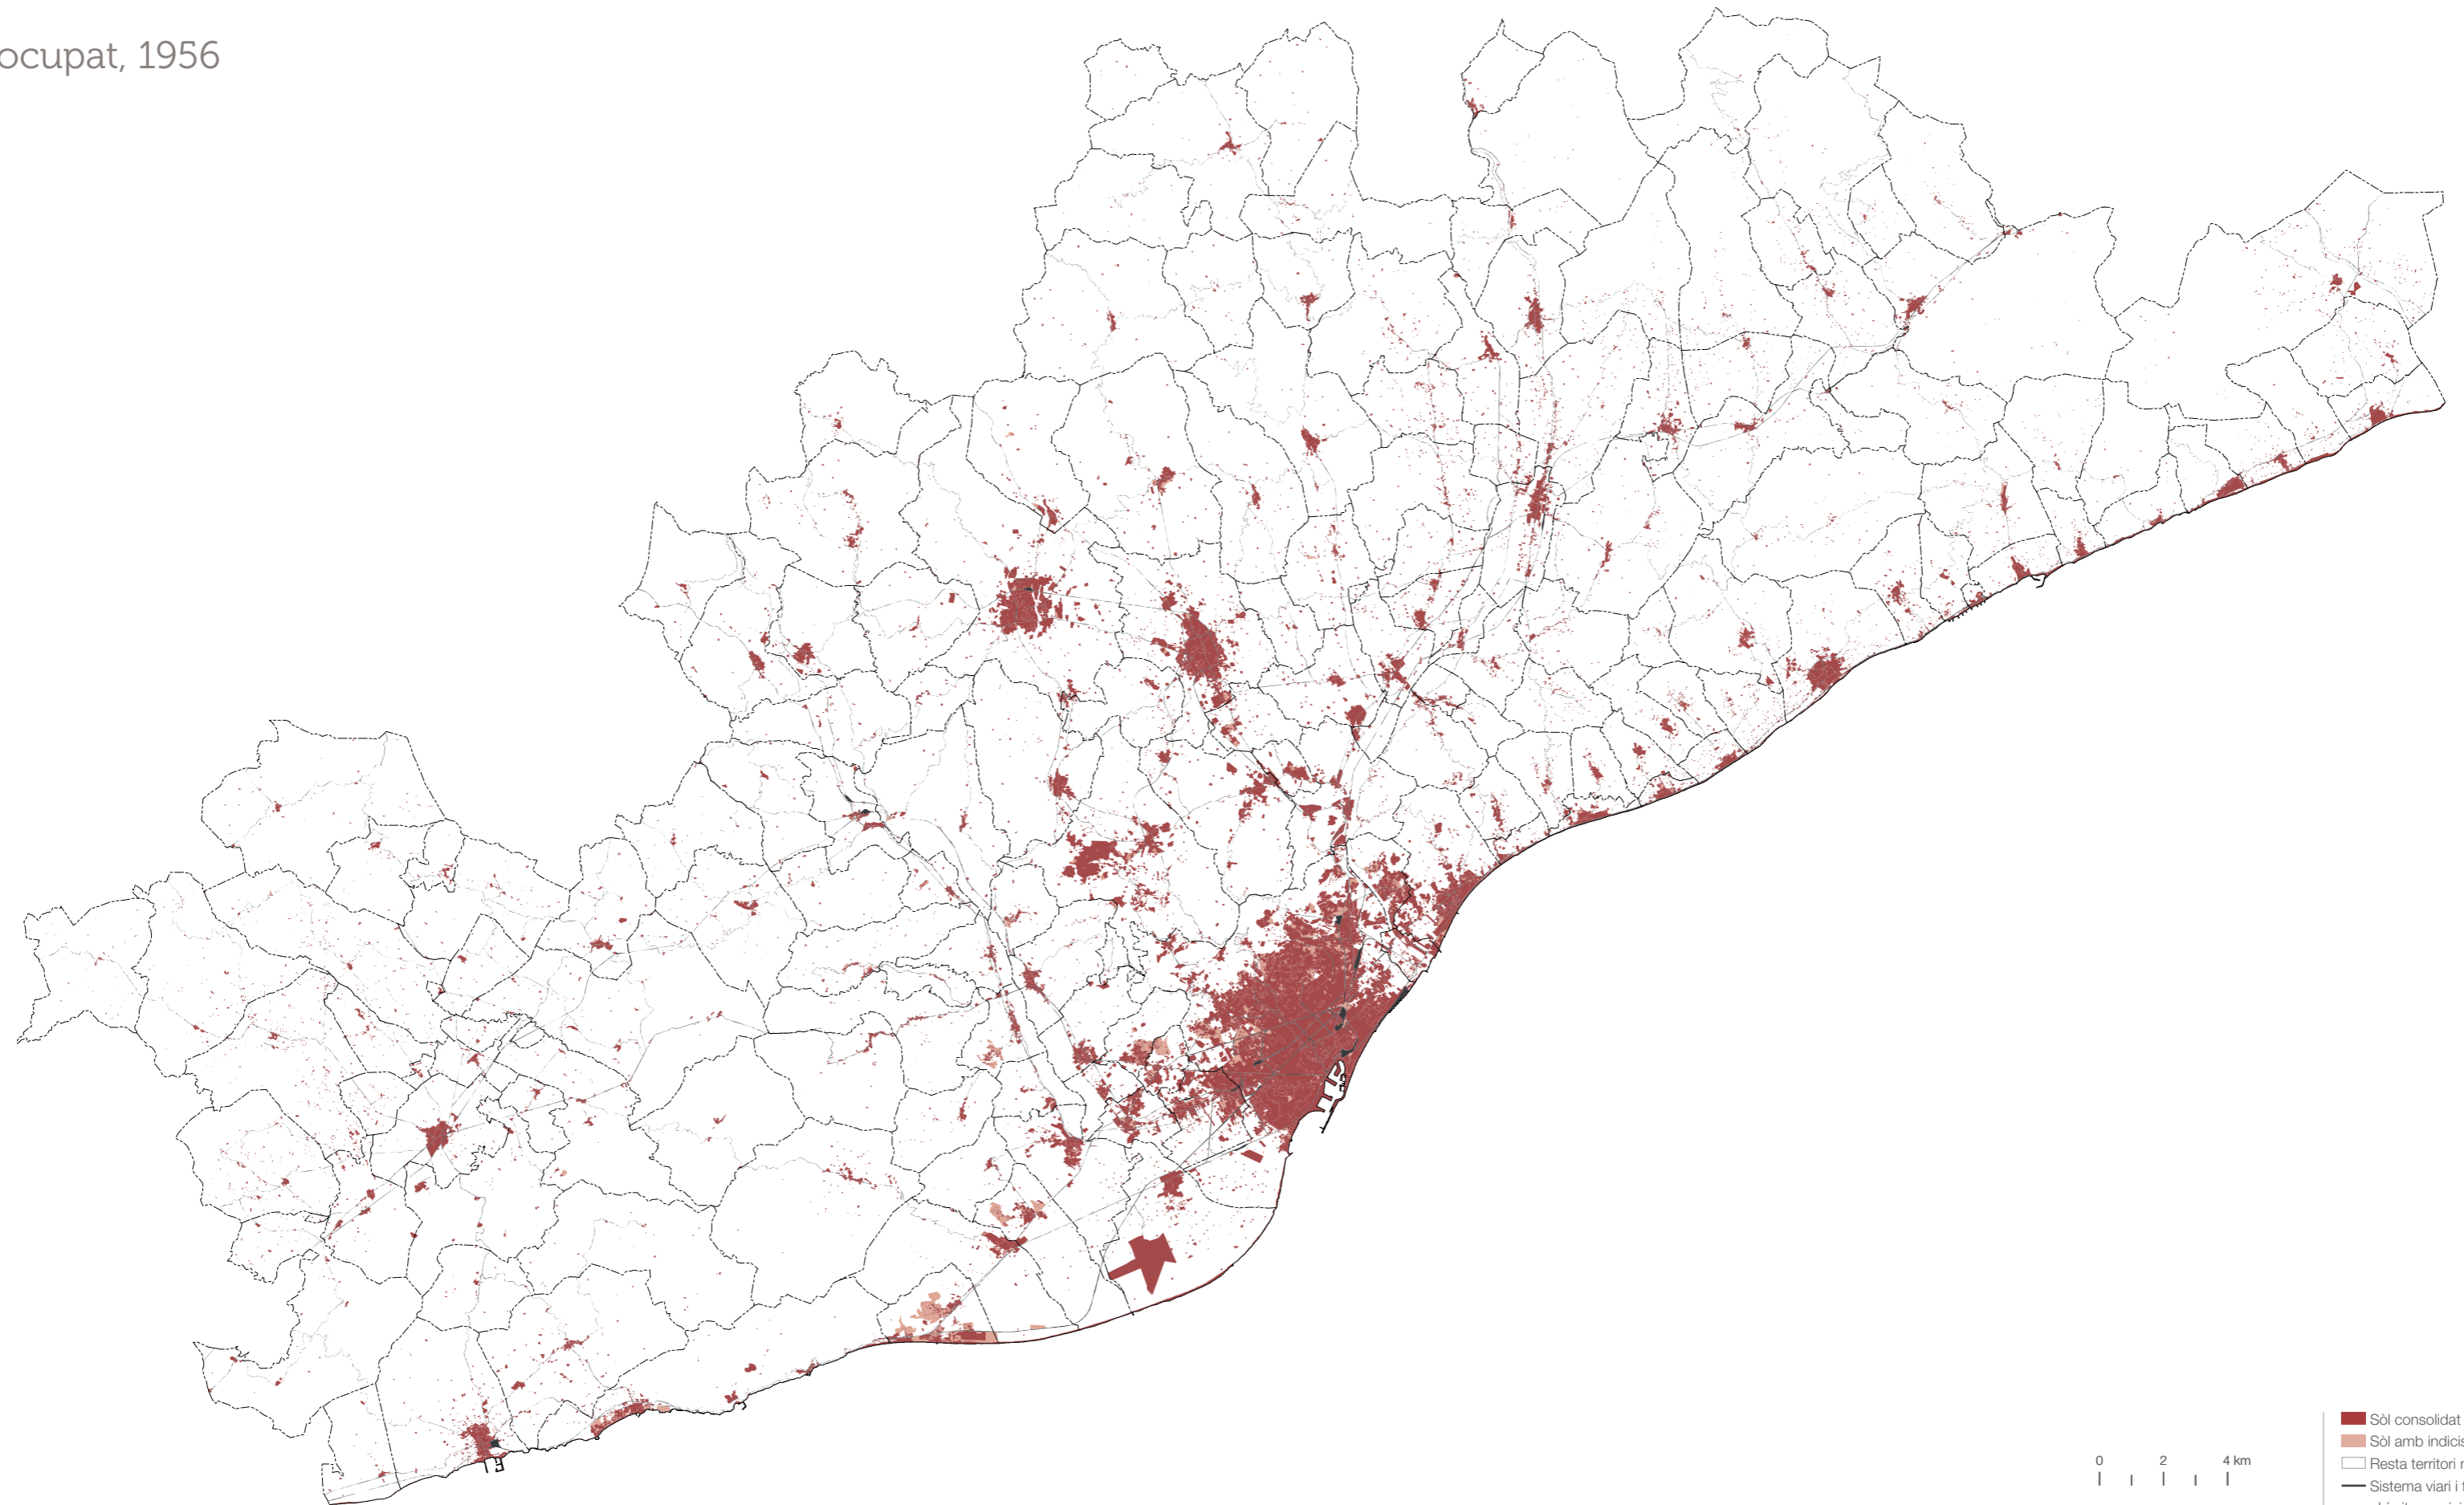 ocupat, 1956
0 2 4 km
Sòl consolidat
Sòl amb indicis
Resta territori
Sistema viari i